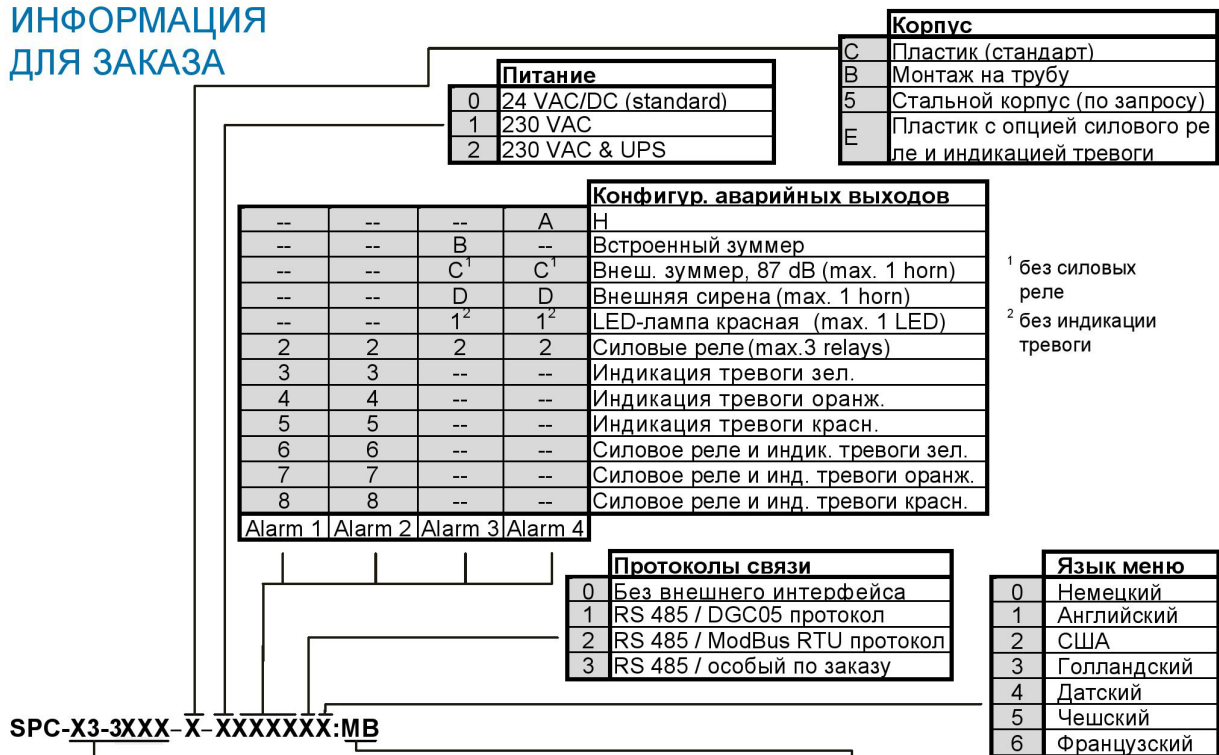 ИНФОРМАЦИЯ
ДЛЯ ЗАКАЗА
Корпус
C Пластик (стандарт)
B Монтаж на трубу
5 Стальной корпус (по запросу)
E Пластик с опцией силового ре
ле и индикацией тревоги
Питание
0 24 VAC/DC (standard)
1 230 VAC
2 230 VAC & UPS
Конфигур. аварийных выходов
-- -- -- A Н
-- -- B -- Встроенный зуммер
-- -- C¹ C¹ Внеш. зуммер, 87 dB (max. 1 horn)
-- -- D D Внешняя сирена (max. 1 horn)
-- -- 1² 1² LED-лампа красная (max. 1 LED)
2 2 2 2 Силовые реле (max.3 relays)
3 3 -- -- Индикация тревоги зел.
4 4 -- -- Индикация тревоги оранж.
5 5 -- -- Индикация тревоги красн.
6 6 -- -- Силовое реле и индик. тревоги зел.
7 7 -- -- Силовое реле и инд. тревоги оранж.
8 8 -- -- Силовое реле и инд. тревоги красн.
Alarm 1 Alarm 2 Alarm 3 Alarm 4
¹ без силовых
реле
² без индикации
тревоги
Протоколы связи
0 Без внешнего интерфейса
1 RS 485 / DGC05 протокол
2 RS 485 / ModBus RTU протокол
3 RS 485 / особый по заказу
Язык меню
0 Немецкий
1 Английский
2 США
3 Голландский
4 Датский
5 Чешский
6 Французский
SPC-X3-3XXX-X-XXXXXXX:MB